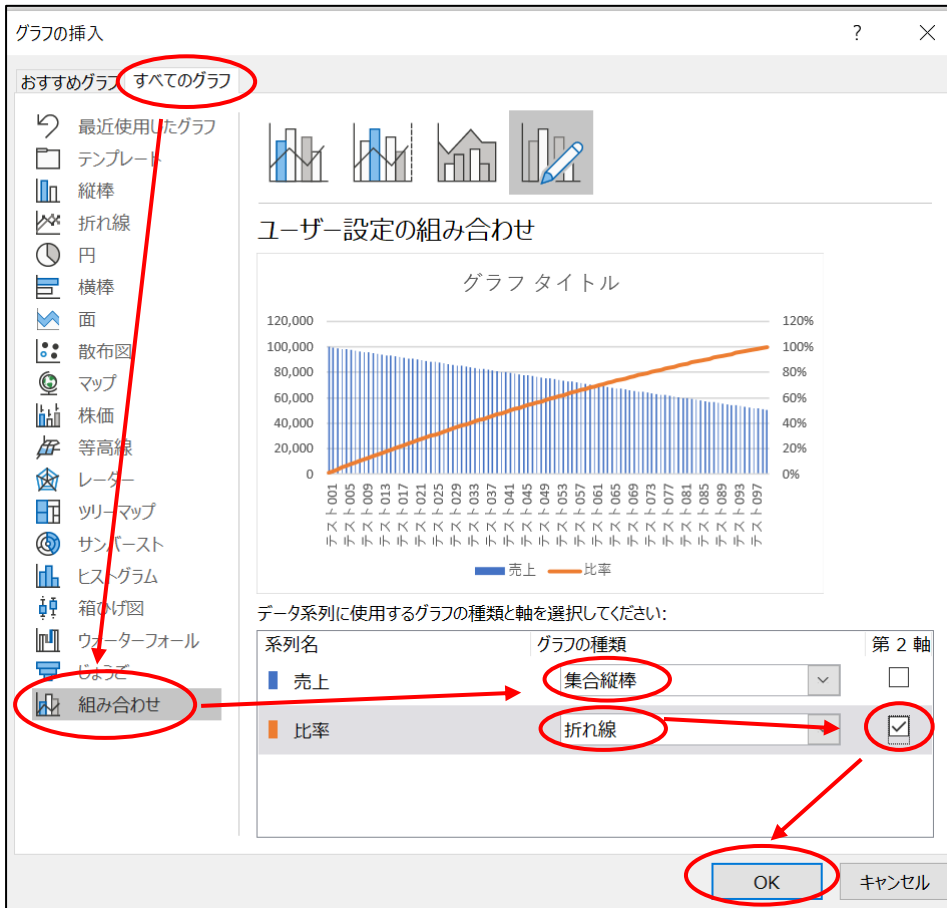 グラフの挿入
?
おすすめグラフ すべてのグラフ
最近使用したグラフ
テンプレート
縦棒
折れ線
円
横棒
面
散布図
マップ
株価
等高線
レーダー
ツリーマップ
サンバースト
ヒストグラム
箱ひげ図
ウォーターフォール
じょうご
組み合わせ
ユーザー設定の組み合わせ
グラフ タイトル
120,000
100,000
80,000
60,000
40,000
20,000
0
120%
100%
80%
60%
40%
20%
0%
テスト001
テスト005
テスト009
テスト013
テスト017
テスト021
テスト025
テスト029
テスト033
テスト037
テスト041
テスト045
テスト049
テスト053
テスト057
テスト061
テスト065
テスト069
テスト073
テスト077
テスト081
テスト085
テスト089
テスト093
テスト097
売上 比率
データ系列に使用するグラフの種類と軸を選択してください:
系列名 グラフの種類 第 2 軸
売上 集合縦棒
比率 折れ線
OK キャンセル